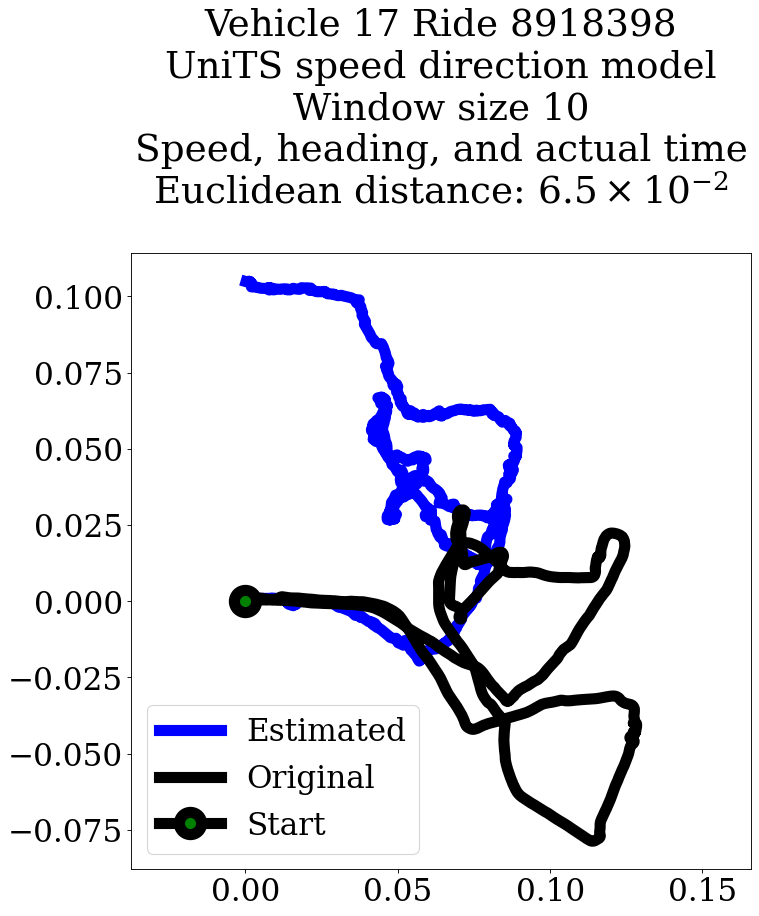 Vehicle 17 Ride 8918398
UniTS speed direction model
Window size 10
Speed, heading, and actual time
Euclidean distance: 6.5 × 10⁻²
0.100
0.075
0.050
0.025
0.000
−0.025
−0.050
−0.075
Estimated
Original
Start
0.00 0.05 0.10 0.15